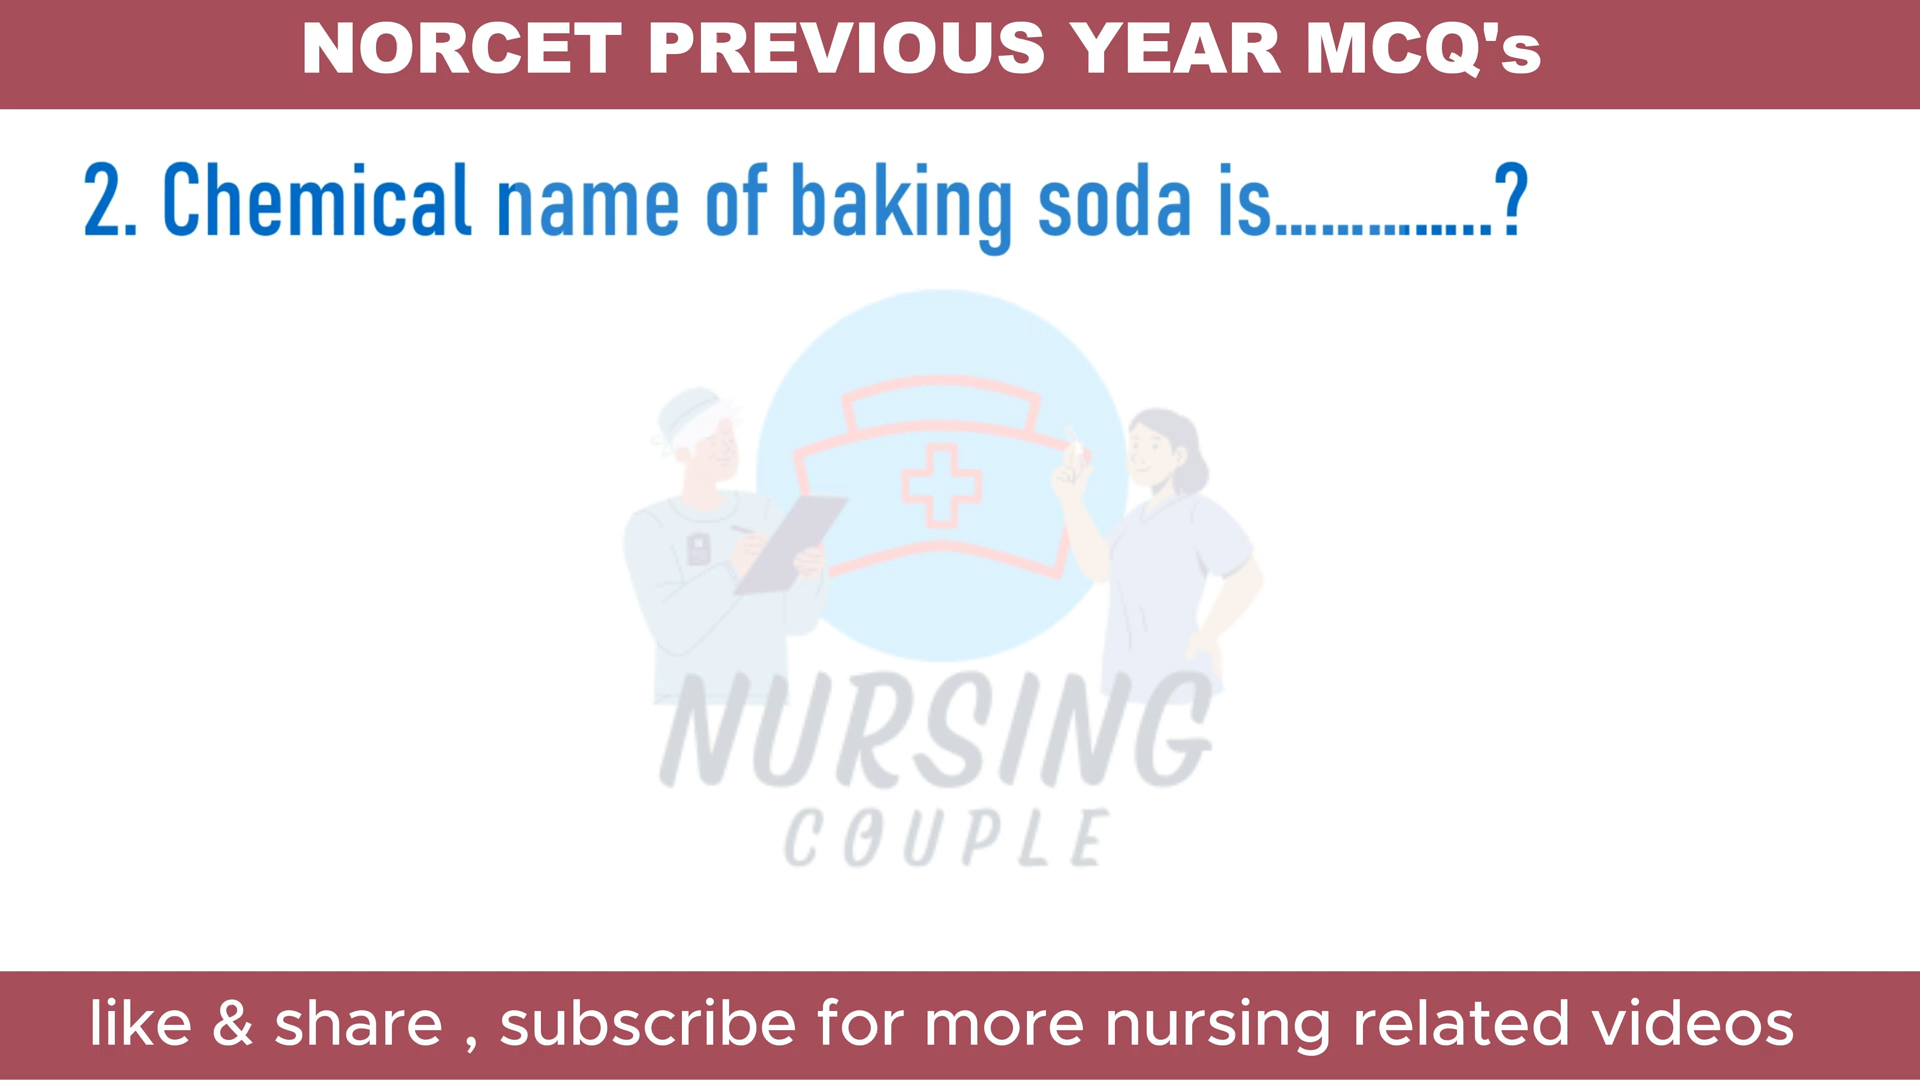 NORCET PREVIOUS YEAR MCQ's
2. Chemical name of baking soda is..............?
NURSING
COUPLE
like & share , subscribe for more nursing related videos